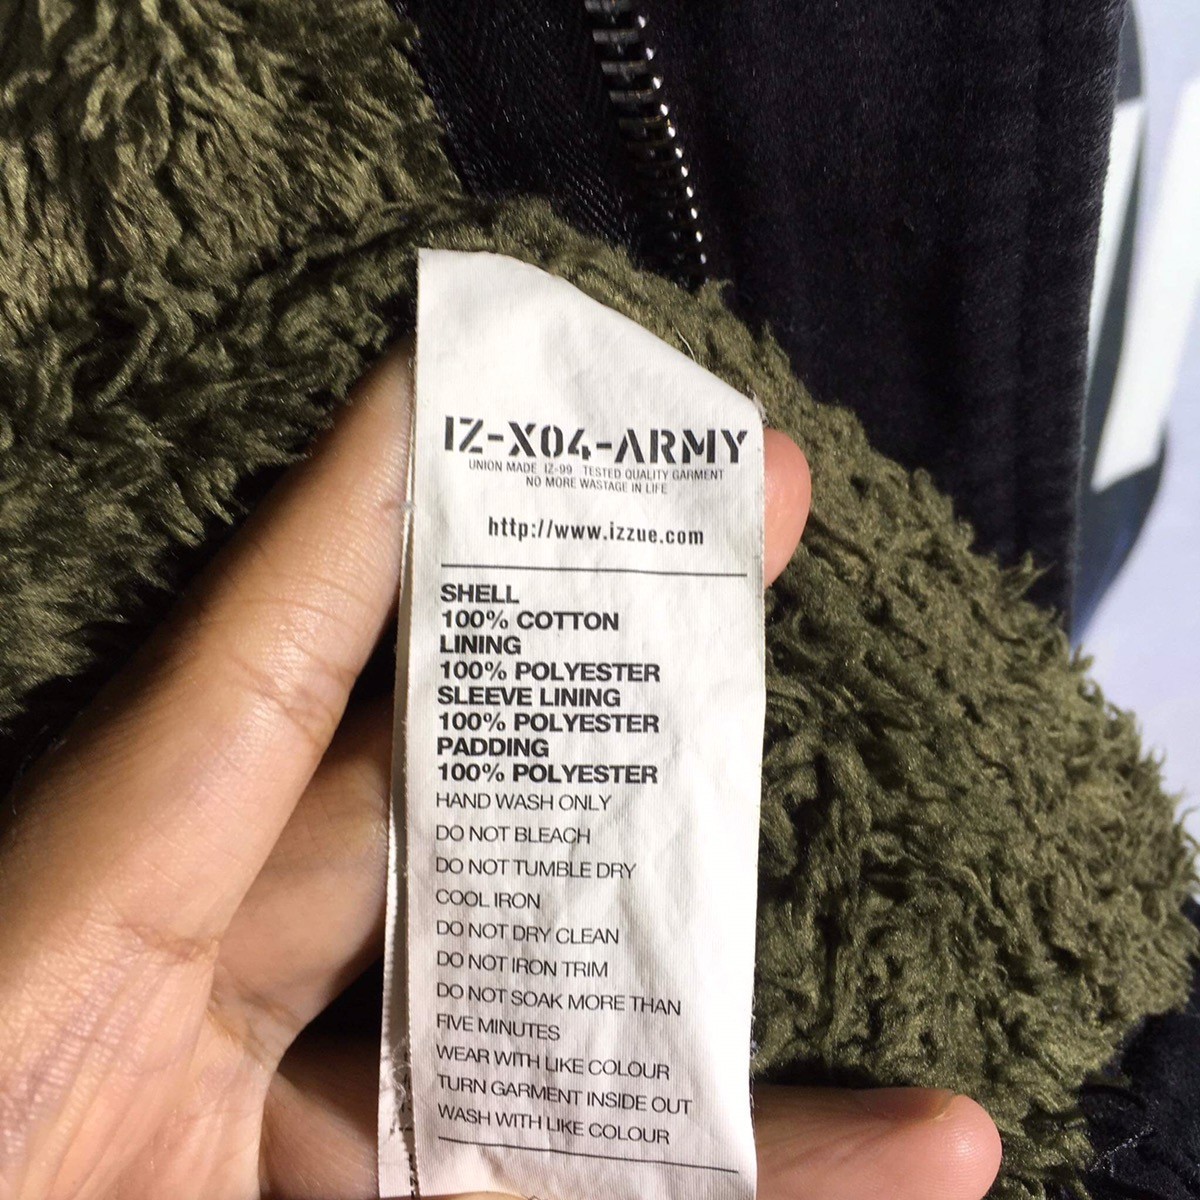 IZ-X04-ARMY
UNION MADE IZ-99 TESTED QUALITY GARMENT
NO MORE WASTAGE IN LIFE
http://www.izzue.com
SHELL
100% COTTON
LINING
100% POLYESTER
SLEEVE LINING
100% POLYESTER
PADDING
100% POLYESTER
HAND WASH ONLY
DO NOT BLEACH
DO NOT TUMBLE DRY
COOL IRON
DO NOT DRY CLEAN
DO NOT IRON TRIM
DO NOT SOAK MORE THAN
FIVE MINUTES
WEAR WITH LIKE COLOUR
TURN GARMENT INSIDE OUT
WASH WITH LIKE COLOUR